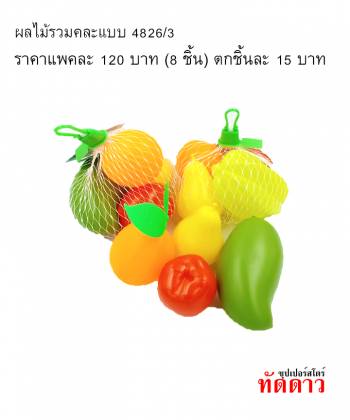 ผลไม้รวมคละแบบ 4826/3
ราคาแพคละ 120 บาท (8 ชิ้น) ตกชิ้นละ 15 บาท
ซุปเปอร์สโตร์
ทัดดาว